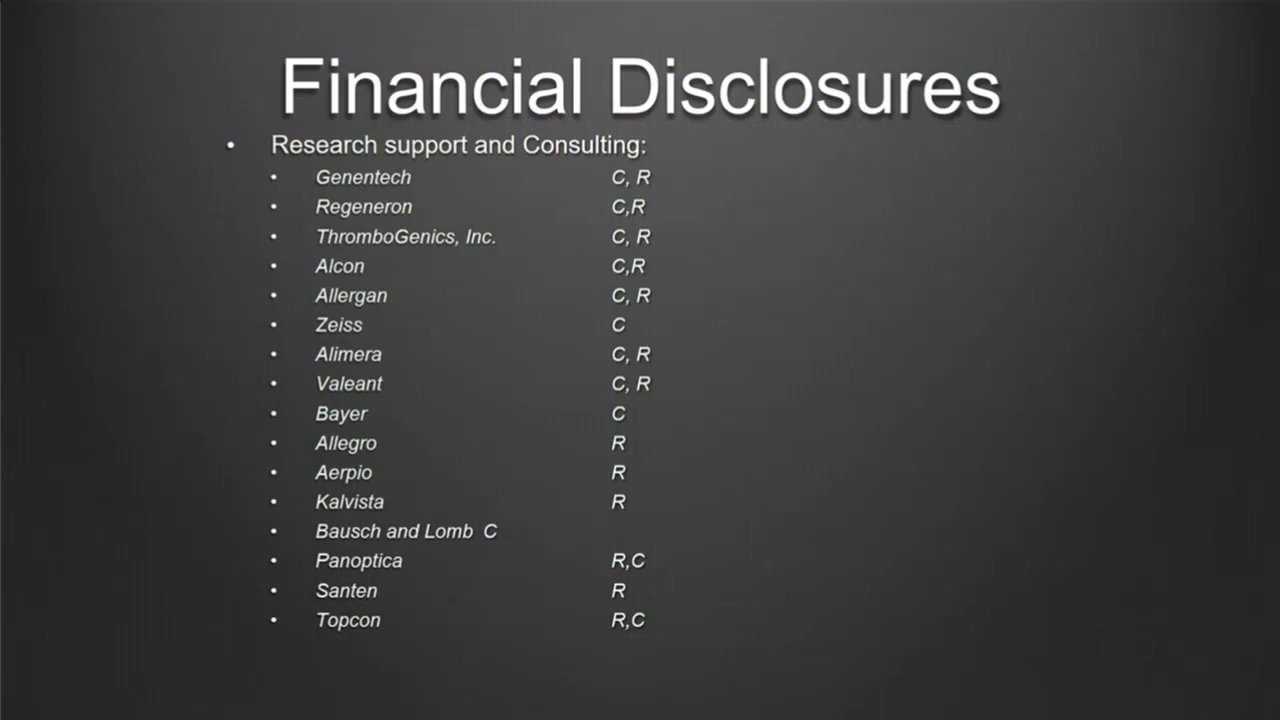 Financial Disclosures
• Research support and Consulting:
• Genentech C, R
• Regeneron C,R
• ThromboGenics, Inc. C, R
• Alcon C,R
• Allergan C, R
• Zeiss C
• Alimera C, R
• Valeant C, R
• Bayer C
• Allegro R
• Aerpio R
• Kalvista R
• Bausch and Lomb C
• Panoptica R,C
• Santen R
• Topcon R,C